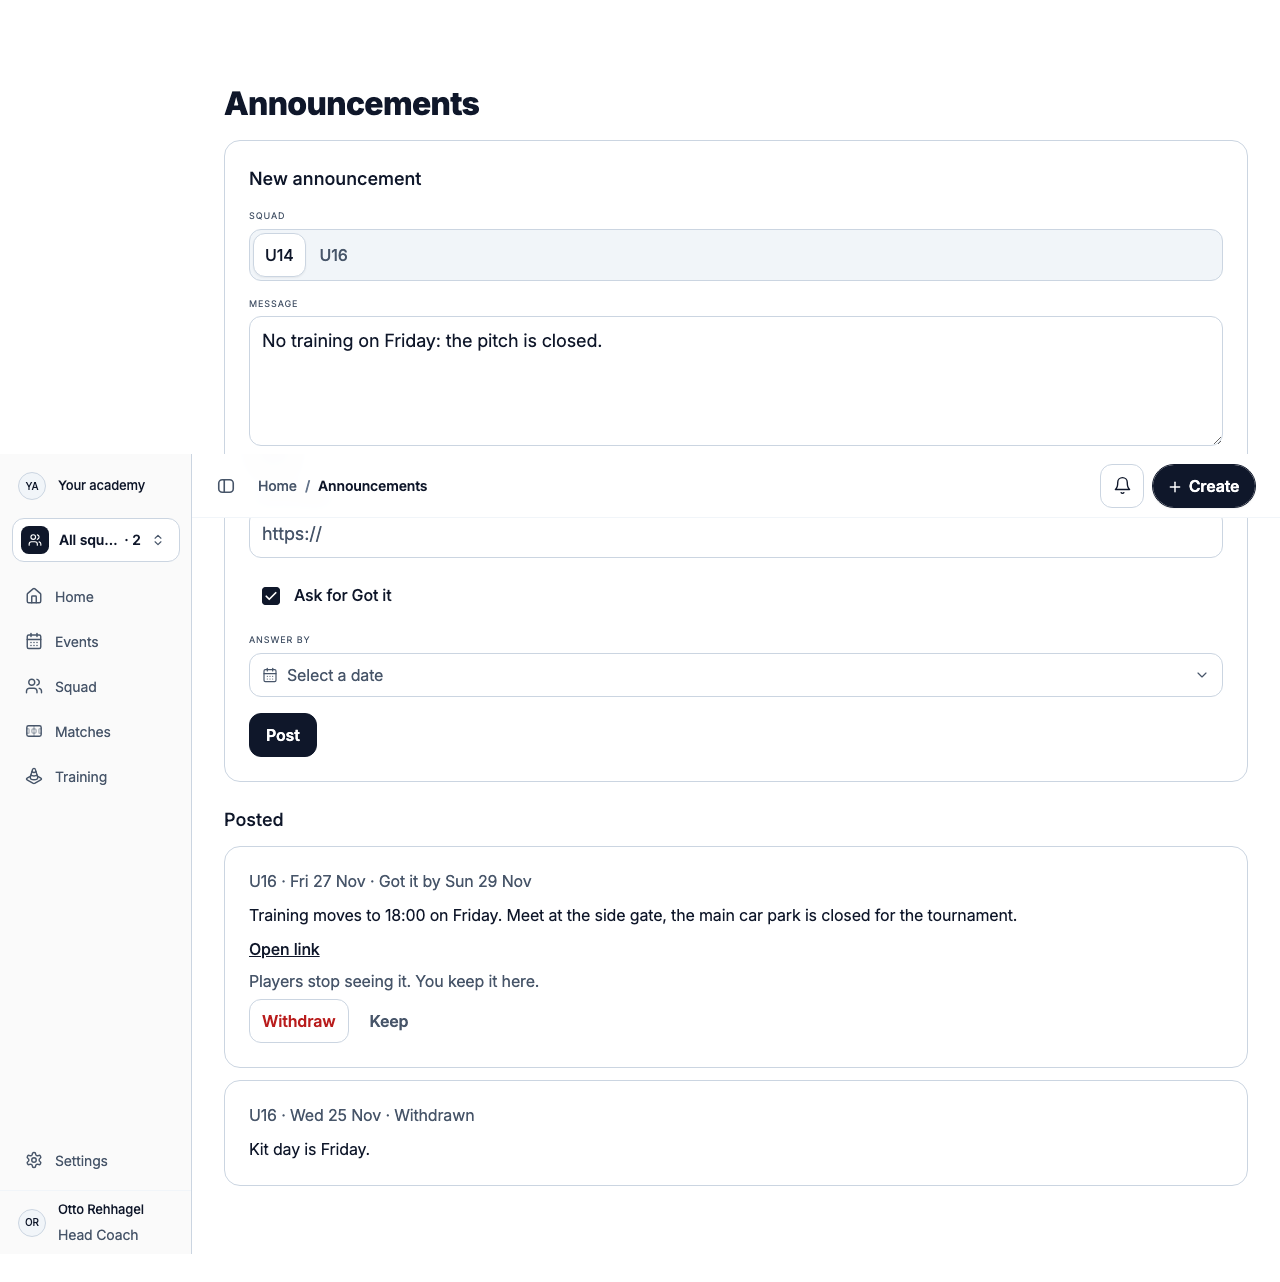 Announcements
New announcement
SQUAD
U14 U16
MESSAGE
No training on Friday: the pitch is closed.
YA Your academy
Home / Announcements
+ Create
All squ… · 2
https://
Home
Events
Squad
Matches
Training
Ask for Got it
ANSWER BY
Select a date
Post
Posted
U16 · Fri 27 Nov · Got it by Sun 29 Nov
Training moves to 18:00 on Friday. Meet at the side gate, the main car park is closed for the tournament.
Open link
Players stop seeing it. You keep it here.
Withdraw Keep
U16 · Wed 25 Nov · Withdrawn
Kit day is Friday.
Settings
OR Otto Rehhagel
Head Coach